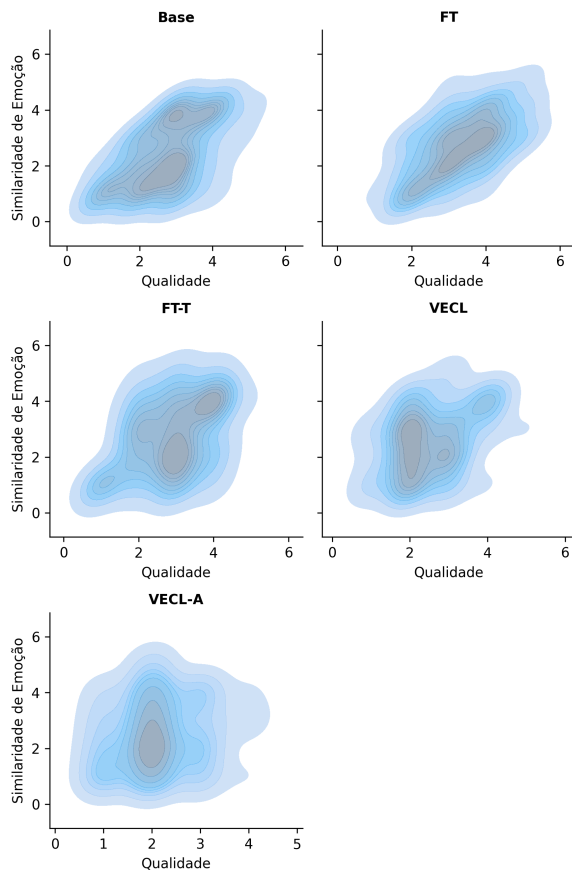 Base
FT
Similaridade de Emoção
6
4
2
0
0 2 4 6
0 2 4 6
Qualidade
Qualidade
FT-T
VECL
Similaridade de Emoção
6
4
2
0
0 2 4 6
0 2 4 6
Qualidade
Qualidade
VECL-A
Similaridade de Emoção
6
4
2
0
0 1 2 3 4 5
Qualidade